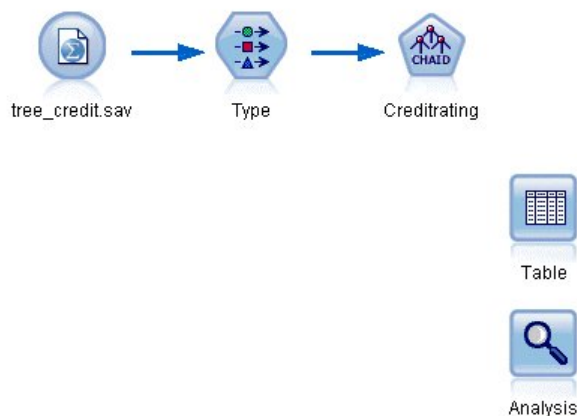 tree_credit.sav
Type
CHAID
Creditrating
Table
Analysis